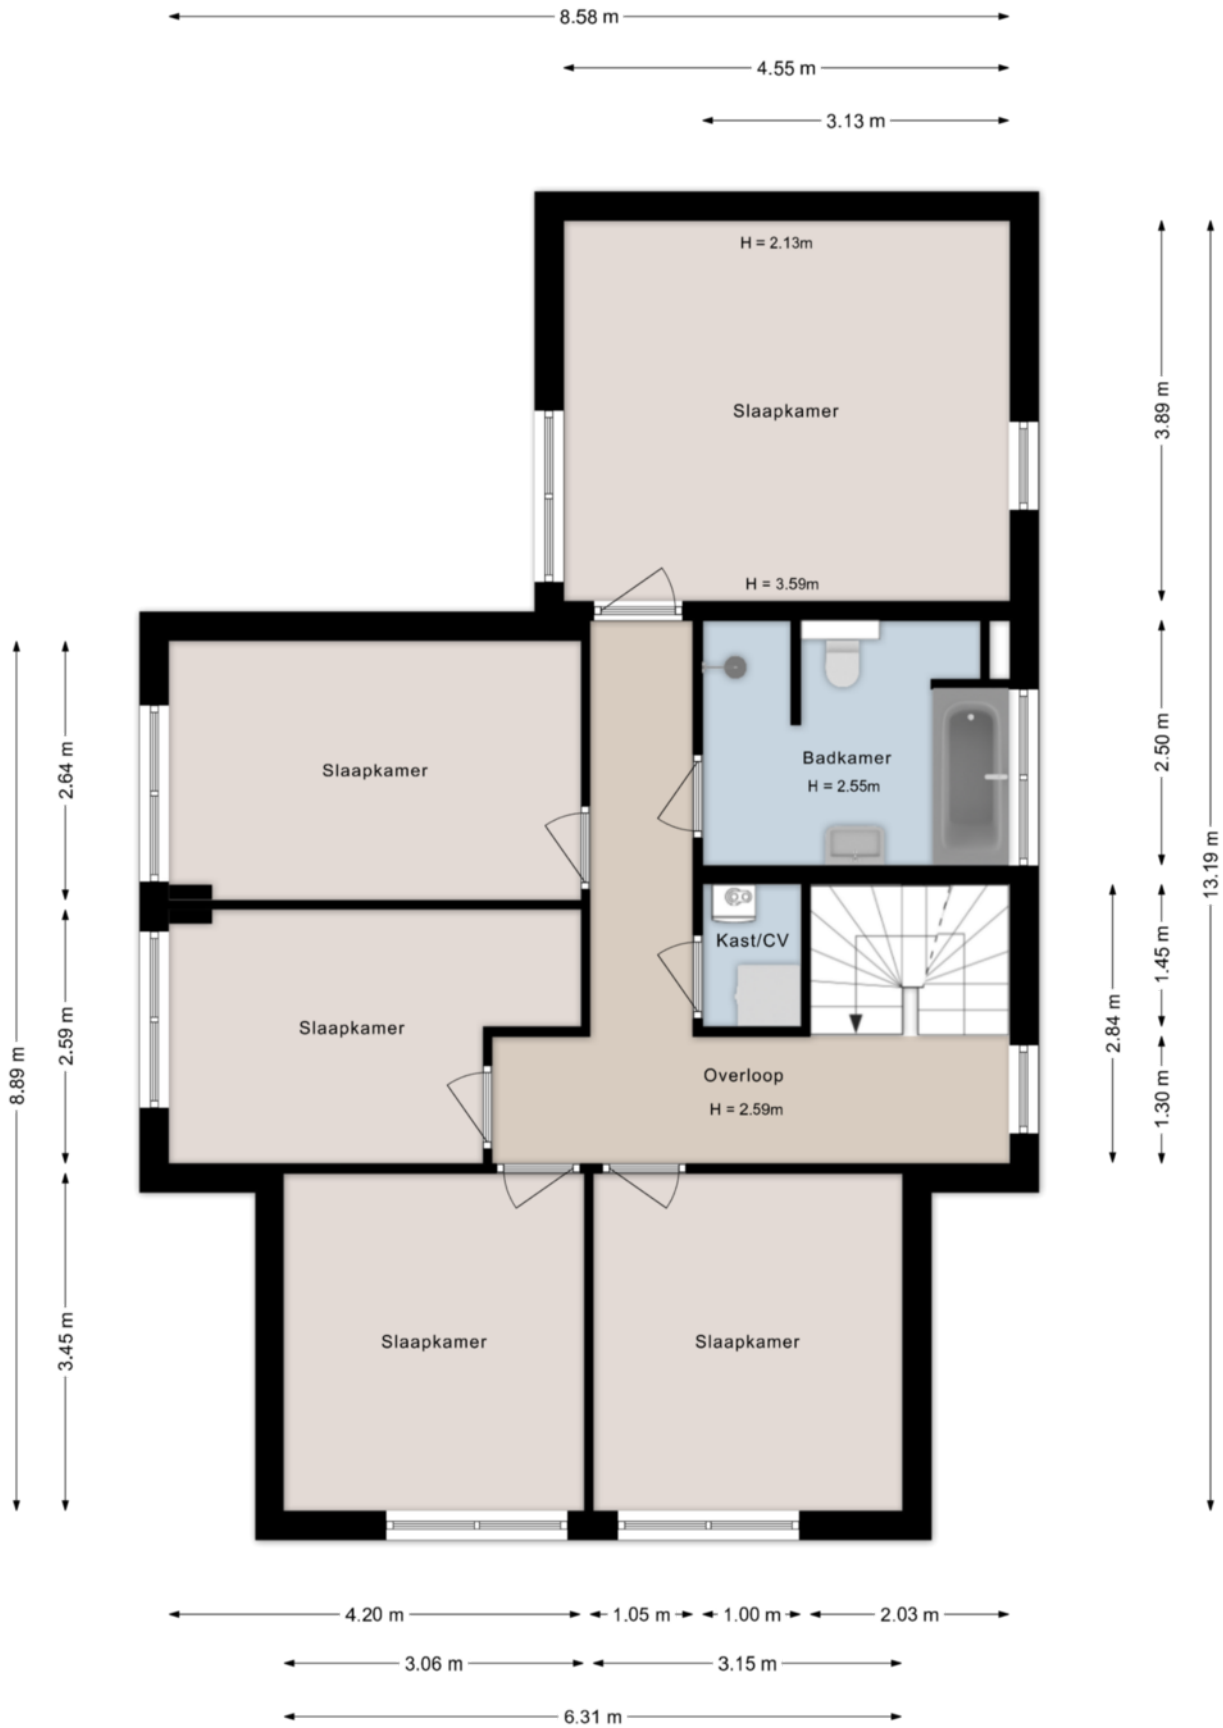 8.58 m
4.55 m
3.13 m
H = 2.13m
Slaapkamer
3.89 m
H = 3.59m
Slaapkamer
2.64 m
Badkamer
H = 2.55m
2.50 m
13.19 m
Kast/CV
1.45 m
Slaapkamer
2.59 m
2.84 m
8.89 m
Overloop
H = 2.59m
1.30 m
Slaapkamer
Slaapkamer
3.45 m
4.20 m
1.05 m
1.00 m
2.03 m
3.06 m
3.15 m
6.31 m